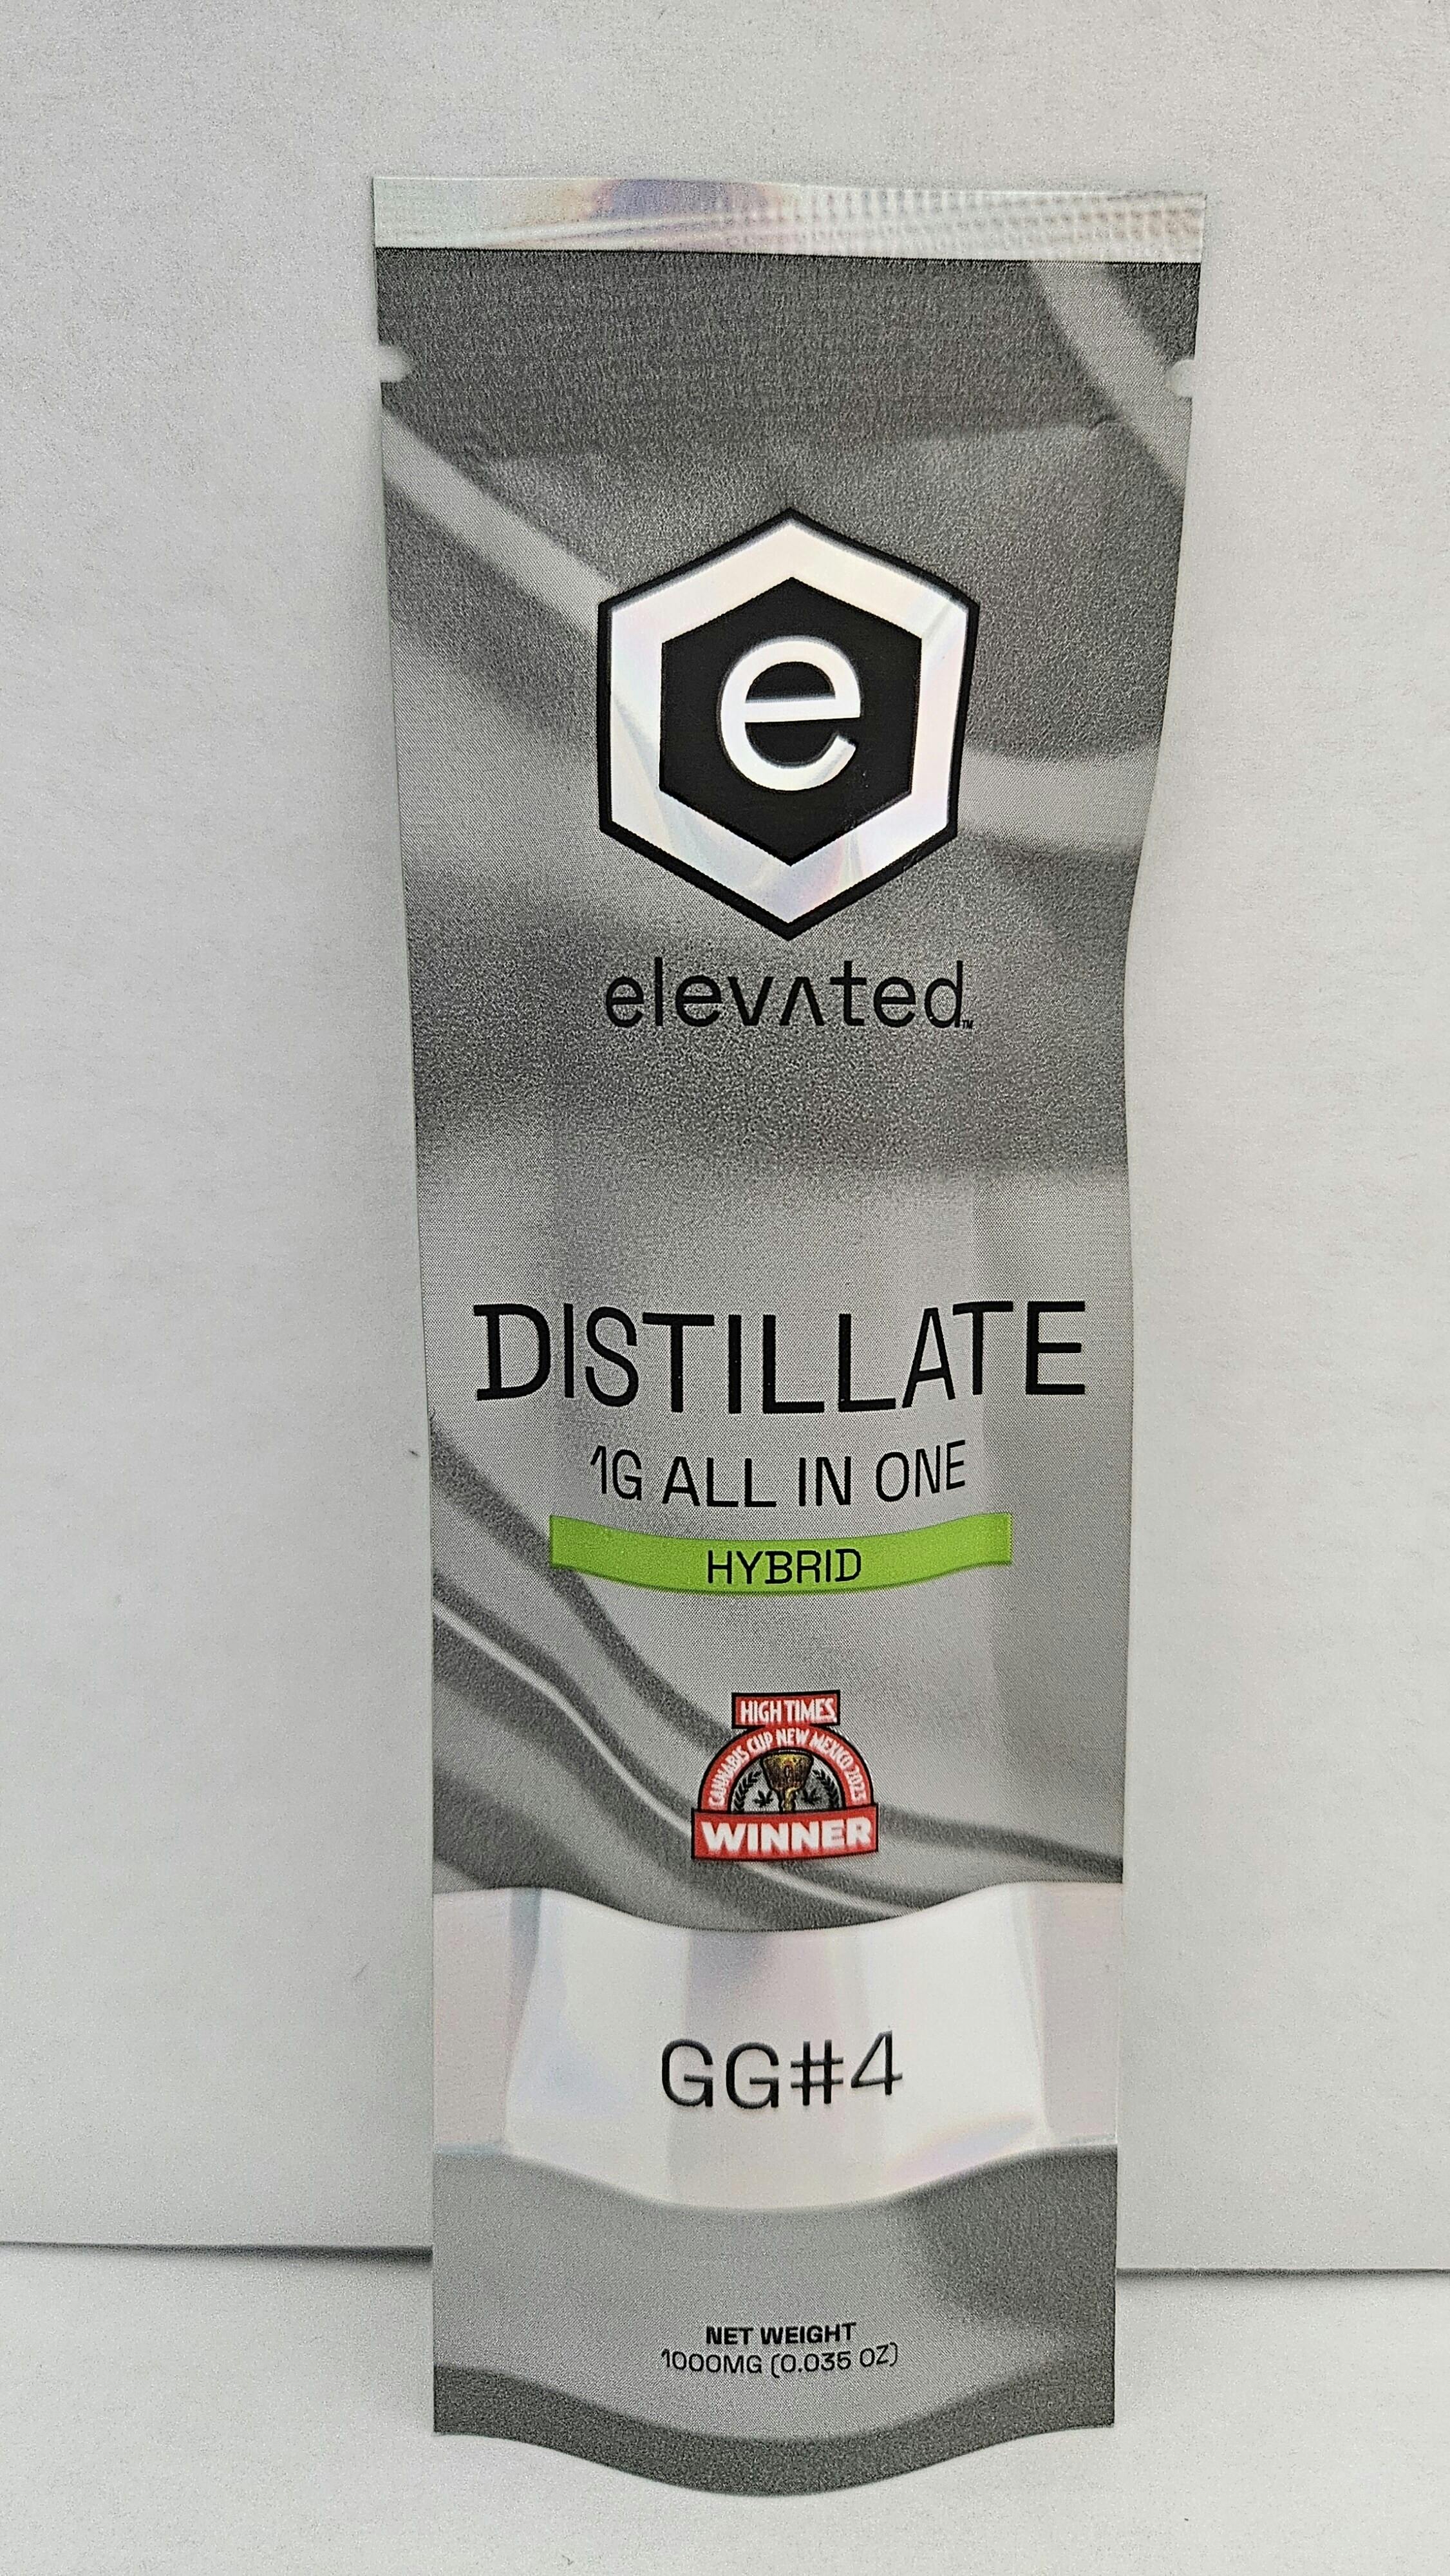 e
elevated™
DISTILLATE
1G ALL IN ONE
HYBRID
HIGH TIMES
CANNABIS CUP NEW MEXICO 2023
WINNER
GG#4
NET WEIGHT
1000MG (0.035 OZ)